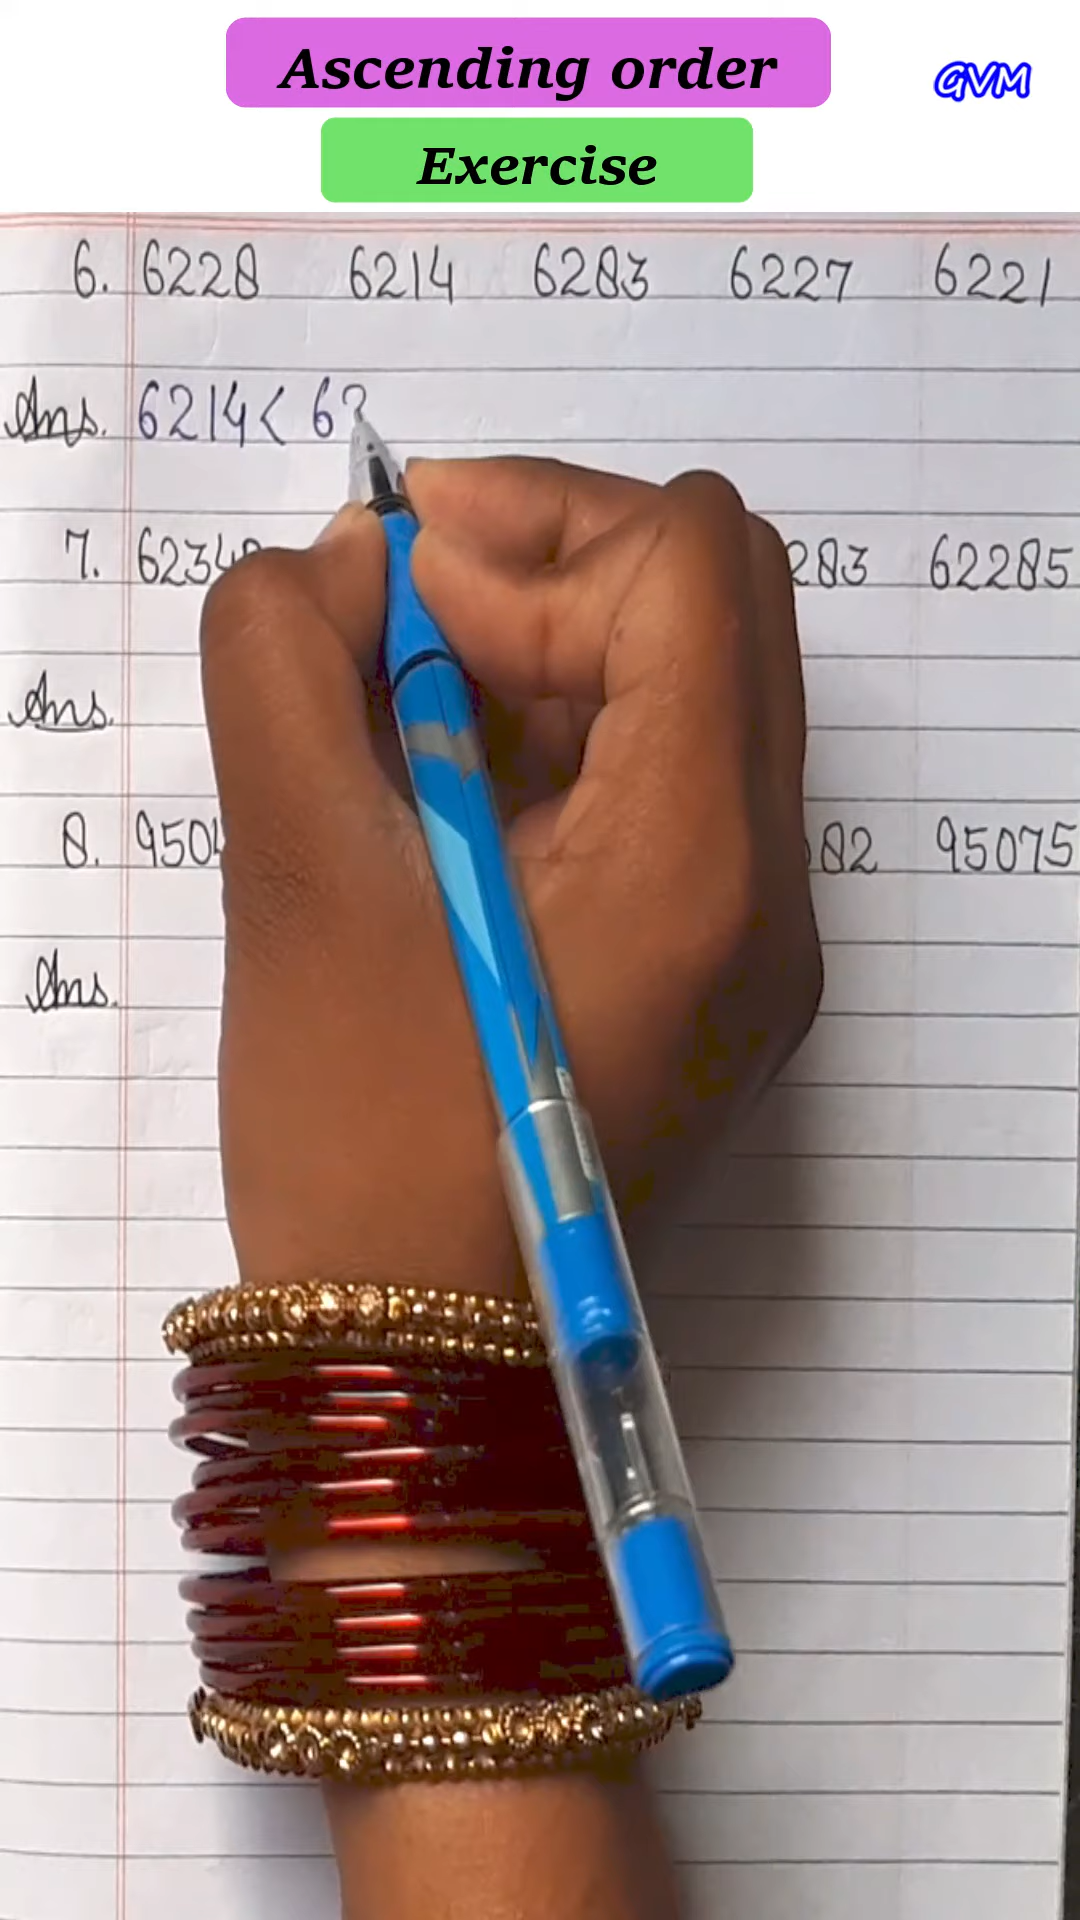 Ascending order
GVM
Exercise
6. 6228 6214 6283 6227 6221
Ans. 6214 < 6
7. 62285
Ans.
8. 95075
Ans.